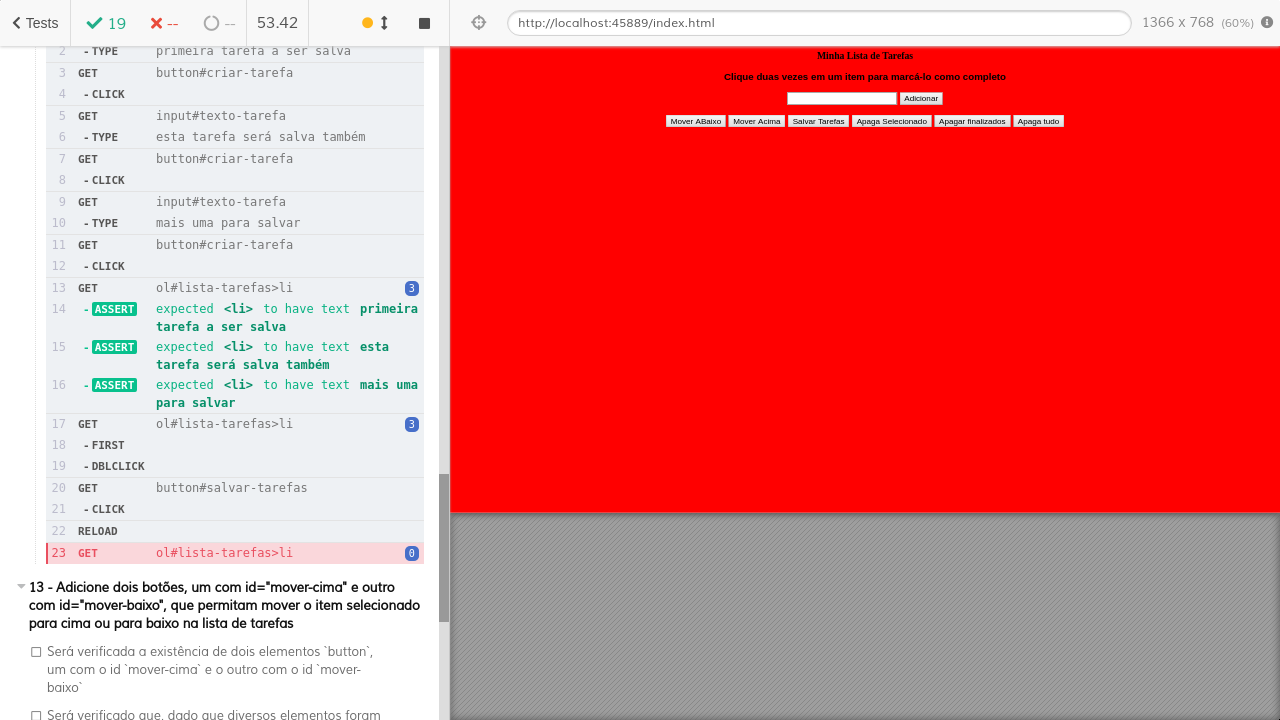 Tests
19
--
--
53.42
http://localhost:45889/index.html
1366 x 768 (60%)
2 - TYPE primeira tarefa a ser salva
3 GET button#criar-tarefa
4 - CLICK
5 GET input#texto-tarefa
6 - TYPE esta tarefa será salva também
7 GET button#criar-tarefa
8 - CLICK
9 GET input#texto-tarefa
10 - TYPE mais uma para salvar
11 GET button#criar-tarefa
12 - CLICK
13 GET ol#lista-tarefas>li 3
14 - ASSERT expected <li> to have text primeira
tarefa a ser salva
15 - ASSERT expected <li> to have text esta
tarefa será salva também
16 - ASSERT expected <li> to have text mais uma
para salvar
17 GET ol#lista-tarefas>li 3
18 - FIRST
19 - DBLCLICK
20 GET button#salvar-tarefas
21 - CLICK
22 RELOAD
23 GET ol#lista-tarefas>li 0
13 - Adicione dois botões, um com id="mover-cima" e outro
com id="mover-baixo", que permitam mover o item selecionado
para cima ou para baixo na lista de tarefas
Será verificada a existência de dois elementos `button`,
um com o id `mover-cima` e o outro com o id `mover-
baixo`
Será verificado que, dado que diversos elementos foram
Minha Lista de Tarefas
Clique duas vezes em um item para marcá-lo como completo
Adicionar
Mover ABaixo
Mover Acima
Salvar Tarefas
Apaga Selecionado
Apagar finalizados
Apaga tudo